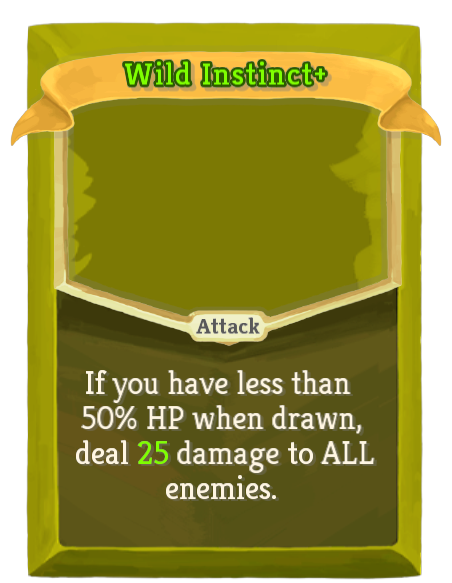 Wild Instinct+
Attack
If you have less than
50% HP when drawn,
deal 25 damage to ALL
enemies.